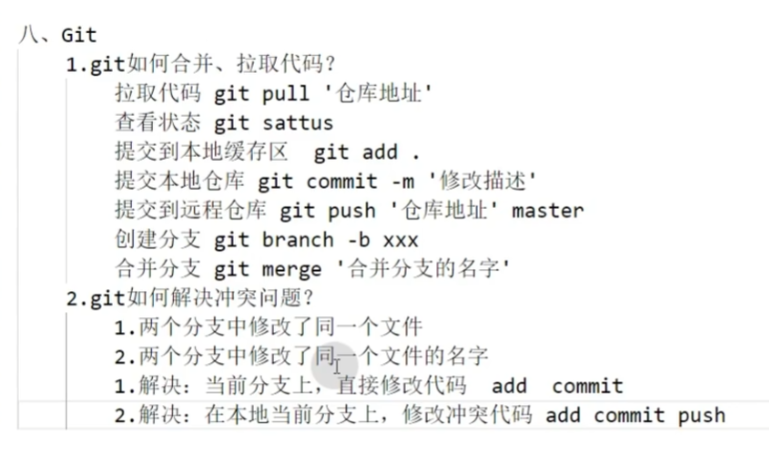 八、Git
1.git如何合并、拉取代码?
拉取代码 git pull '仓库地址'
查看状态 git sattus
提交到本地缓存区  git add .
提交本地仓库 git commit -m '修改描述'
提交到远程仓库 git push '仓库地址' master
创建分支 git branch -b xxx
合并分支 git merge '合并分支的名字'
2.git如何解决冲突问题?
1.两个分支中修改了同一个文件
2.两个分支中修改了同一个文件的名字
1.解决: 当前分支上, 直接修改代码  add  commit
2.解决: 在本地当前分支上, 修改冲突代码 add commit push